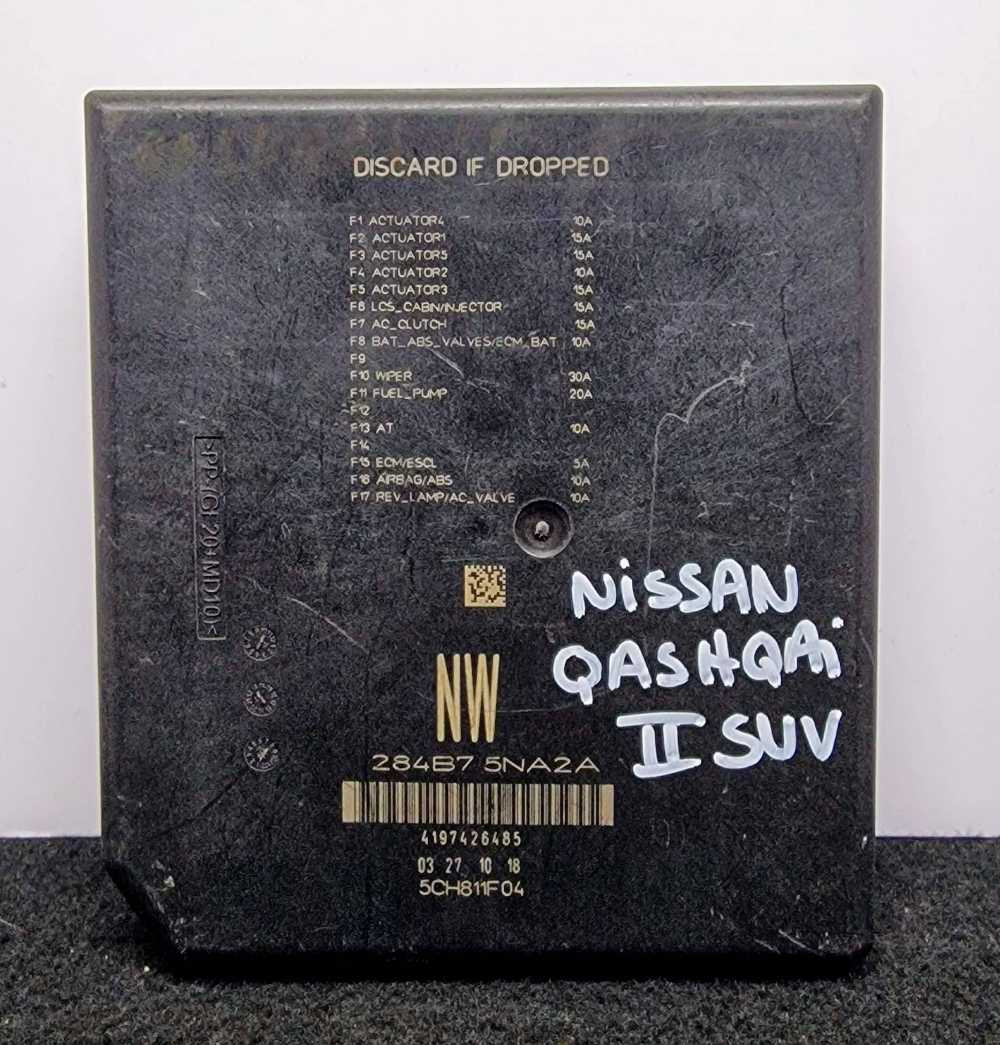 DISCARD IF DROPPED
F1 ACTUATOR4 10A
F2 ACTUATOR1 15A
F3 ACTUATOR5 15A
F4 ACTUATOR2 10A
F5 ACTUATOR3 15A
F6 LCS_CABIN/INJECTOR 15A
F7 AC_CLUTCH 15A
F8 BAT_ABS_VALVES/ECM_BAT 10A
F9
F10 WIPER 30A
F11 FUEL_PUMP 20A
F12
F13 AT 10A
F14
F15 ECM/ESCL 5A
F16 AIRBAG/ABS 10A
F17 REV_LAMP/AC_VALVE 10A
>PP-(GF20+MD10)<
NiSSAN
QASHQAi
II SUV
NW
284B7 5NA2A
4197426485
03 27 10 18
5CH811F04